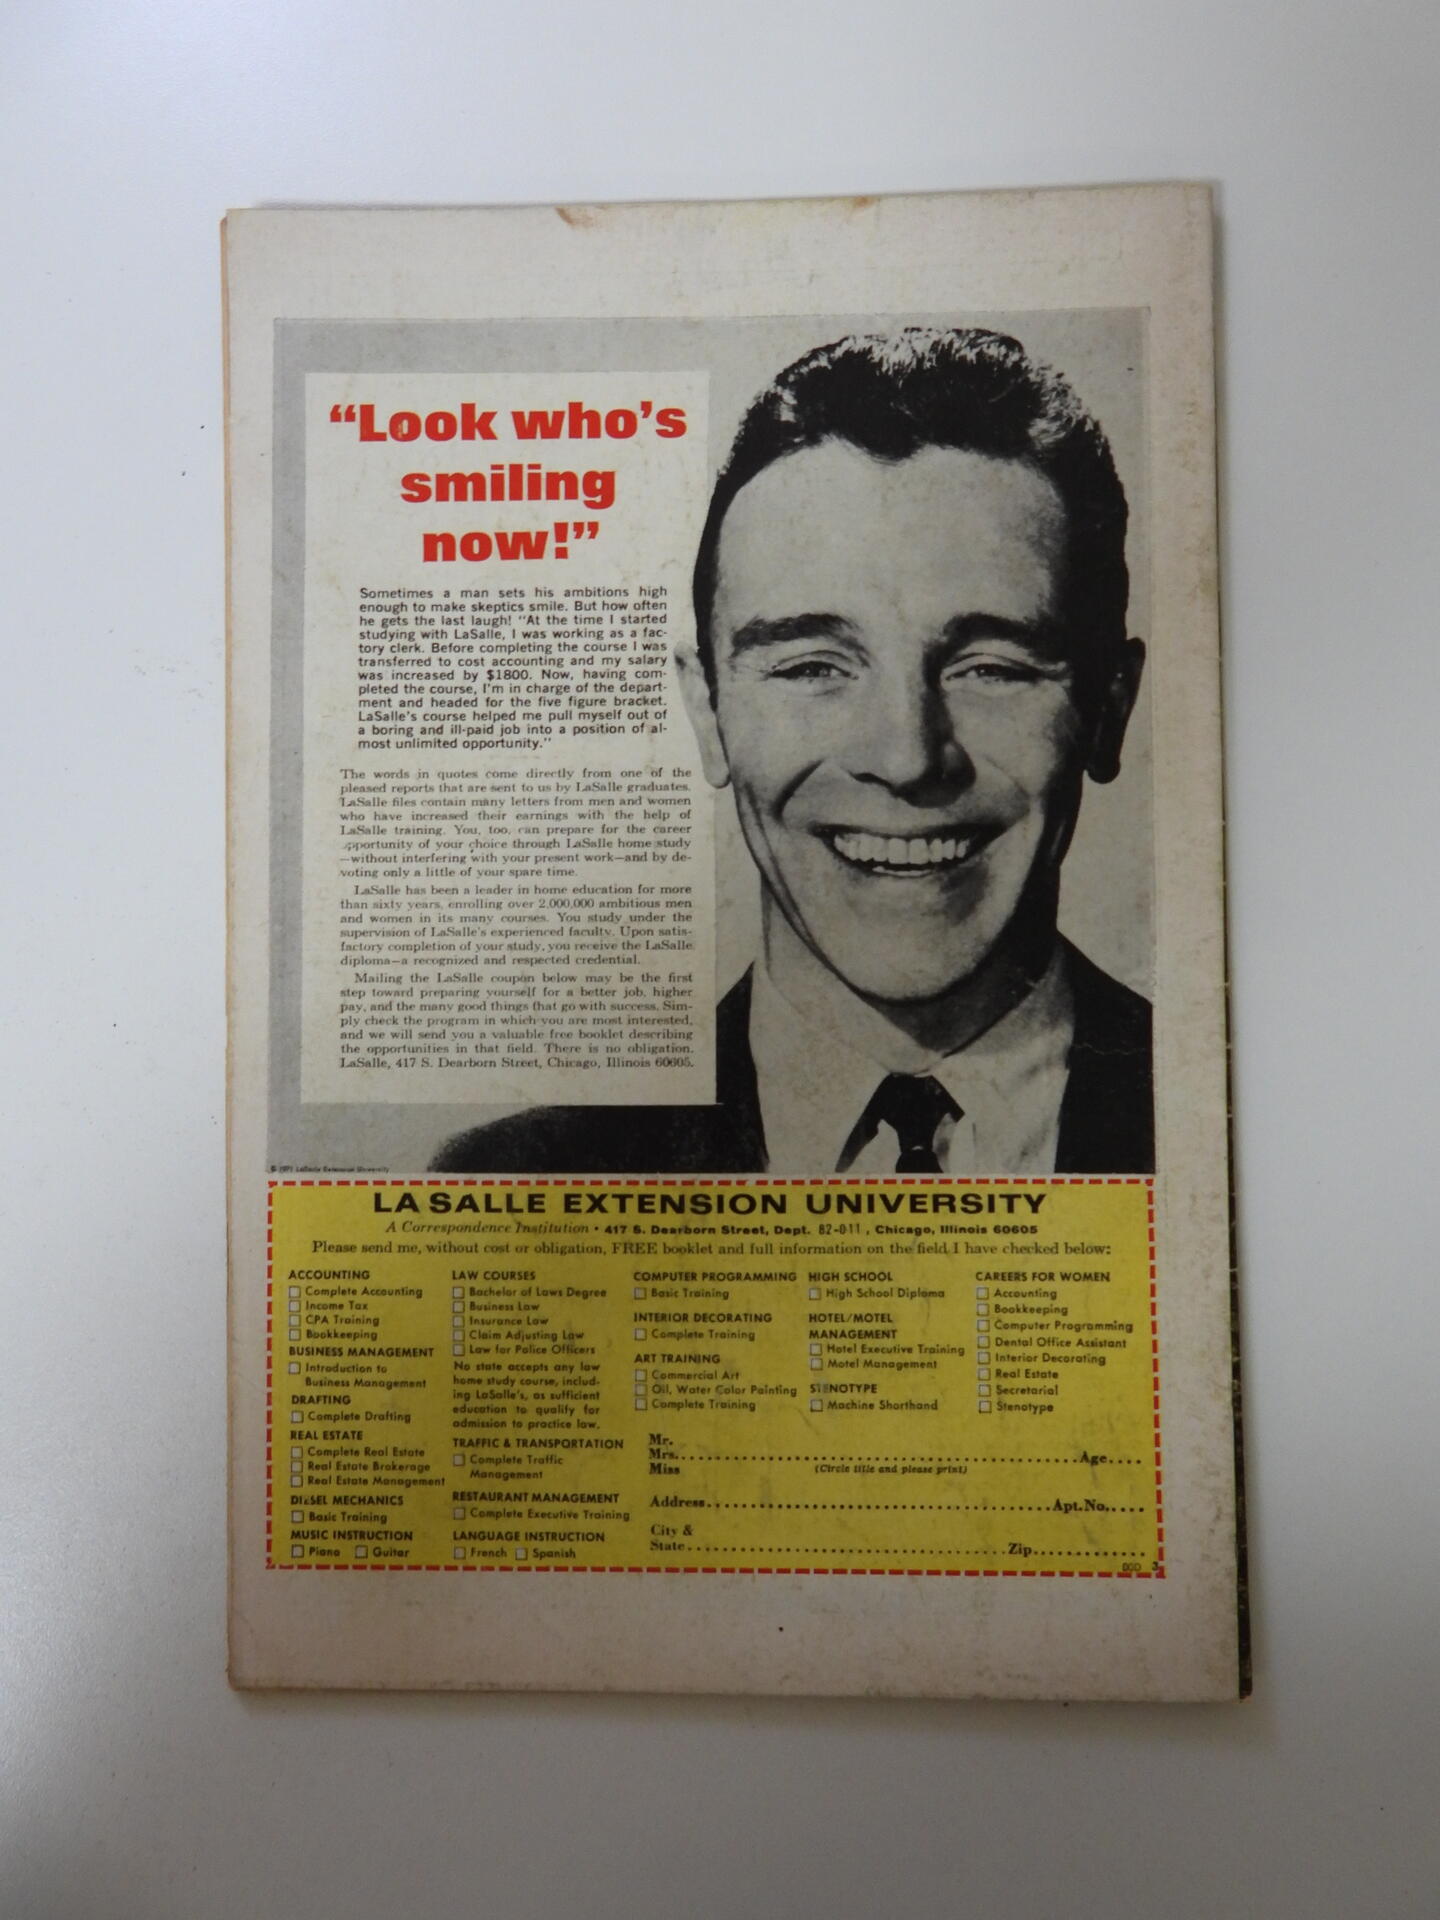 “Look who's
smiling
now!”
Sometimes a man sets his ambitions high
enough to make skeptics smile. But how often
he gets the last laugh! “At the time I started
studying with LaSalle, I was working as a fac-
tory clerk. Before completing the course I was
transferred to cost accounting and my salary
was increased by $1800. Now, having com-
pleted the course, I'm in charge of the depart-
ment and headed for the five figure bracket.
LaSalle's course helped me pull myself out of
a boring and ill-paid job into a position of al-
most unlimited opportunity.”
The words in quotes come directly from one of the
pleased reports that are sent to us by LaSalle graduates.
LaSalle files contain many letters from men and women
who have increased their earnings with the help of
LaSalle training. You, too, can prepare for the career
opportunity of your choice through LaSalle home study
—without interfering with your present work—and by de-
voting only a little of your spare time.
LaSalle has been a leader in home education for more
than sixty years, enrolling over 2,000,000 ambitious men
and women in its many courses. You study under the
supervision of LaSalle's experienced faculty. Upon satis-
factory completion of your study, you receive the LaSalle
diploma—a recognized and respected credential.
Mailing the LaSalle coupon below may be the first
step toward preparing yourself for a better job, higher
pay, and the many good things that go with success. Sim-
ply check the program in which you are most interested,
and we will send you a valuable free booklet describing
the opportunities in that field. There is no obligation.
LaSalle, 417 S. Dearborn Street, Chicago, Illinois 60605.
© 1971 LaSalle Extension University
LA SALLE EXTENSION UNIVERSITY
A Correspondence Institution • 417 S. Dearborn Street, Dept. 82-011, Chicago, Illinois 60605
Please send me, without cost or obligation, FREE booklet and full information on the field I have checked below:
ACCOUNTING
Complete Accounting
Income Tax
CPA Training
Bookkeeping
BUSINESS MANAGEMENT
Introduction to
Business Management
DRAFTING
Complete Drafting
REAL ESTATE
Complete Real Estate
Real Estate Brokerage
Real Estate Management
DIESEL MECHANICS
Basic Training
MUSIC INSTRUCTION
Piano Guitar
LAW COURSES
Bachelor of Laws Degree
Business Law
Insurance Law
Claim Adjusting Law
Law for Police Officers
No state accepts any law
home study course, includ-
ing LaSalle's, as sufficient
education to qualify for
admission to practice law.
TRAFFIC & TRANSPORTATION
Complete Traffic
Management
RESTAURANT MANAGEMENT
Complete Executive Training
LANGUAGE INSTRUCTION
French Spanish
COMPUTER PROGRAMMING
Basic Training
INTERIOR DECORATING
Complete Training
ART TRAINING
Commercial Art
Oil, Water Color Painting
Complete Training
HIGH SCHOOL
High School Diploma
HOTEL/MOTEL
MANAGEMENT
Hotel Executive Training
Motel Management
STENOTYPE
Machine Shorthand
CAREERS FOR WOMEN
Accounting
Bookkeeping
Computer Programming
Dental Office Assistant
Interior Decorating
Real Estate
Secretarial
Stenotype
Mr.
Mrs. Age
Miss (Circle title and please print)
Address Apt. No.
City &
State Zip
3